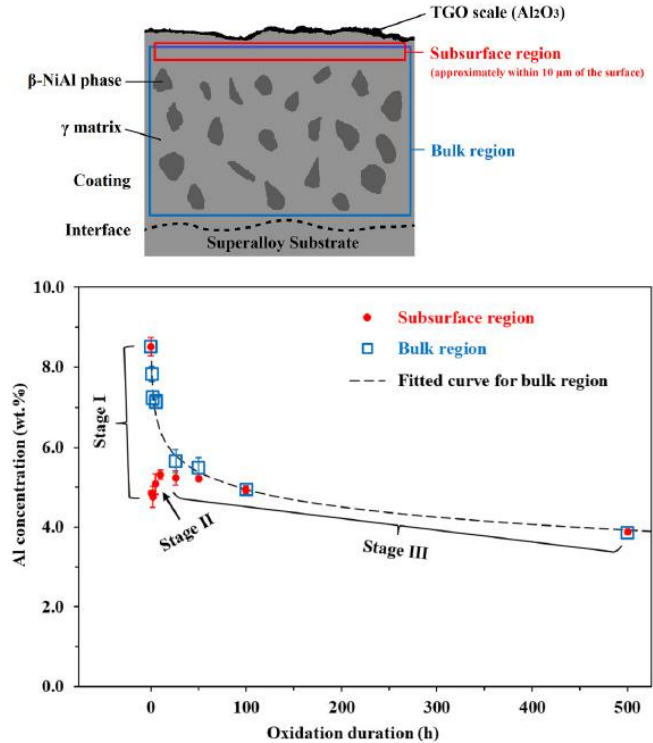 TGO scale (Al2O3)
Subsurface region
(approximately within 10 μm of the surface)
β-NiAl phase
γ matrix
Bulk region
Coating
Interface
Superalloy Substrate
10.0
8.0
6.0
4.0
2.0
0.0
Al concentration (wt.%)
Subsurface region
Bulk region
Fitted curve for bulk region
Stage I
Stage II
Stage III
0
100
200
300
400
500
Oxidation duration (h)